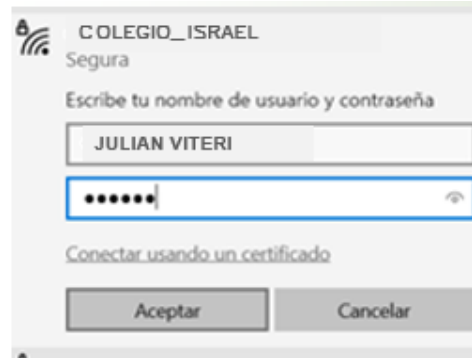 COLEGIO_ISRAEL
Segura
Escribe tu nombre de usuario y contraseña
JULIAN VITERI
••••••
Conectar usando un certificado
Aceptar Cancelar